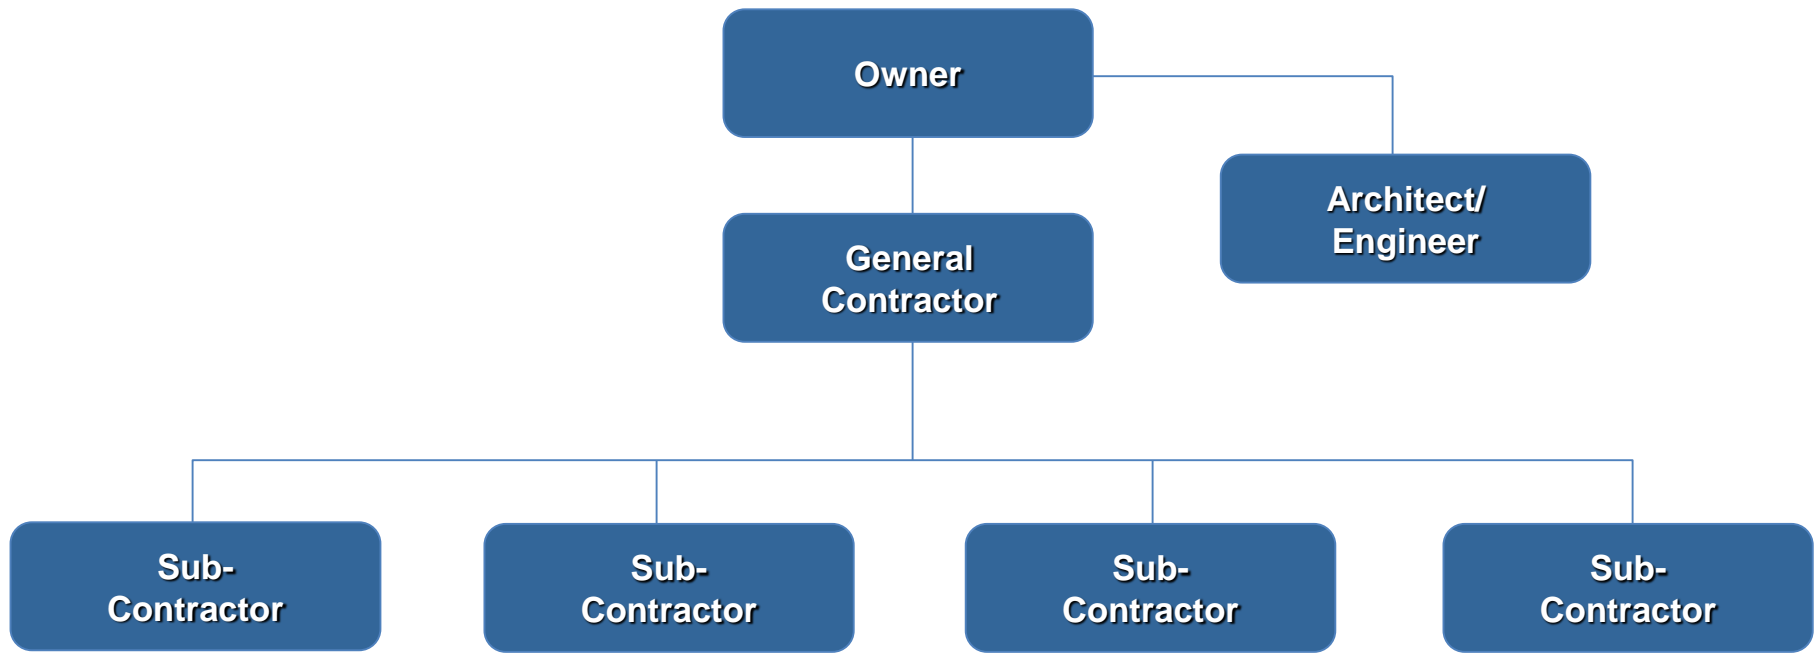 Owner
Architect/
Engineer
General
Contractor
Sub-
Contractor
Sub-
Contractor
Sub-
Contractor
Sub-
Contractor